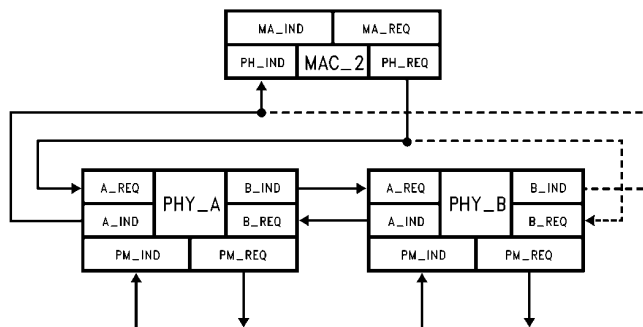 MA_IND MA_REQ
PH_IND MAC_2 PH_REQ
A_REQ PHY_A B_IND A_REQ PHY_B B_IND
A_IND B_REQ A_IND B_REQ
PM_IND PM_REQ PM_IND PM_REQ